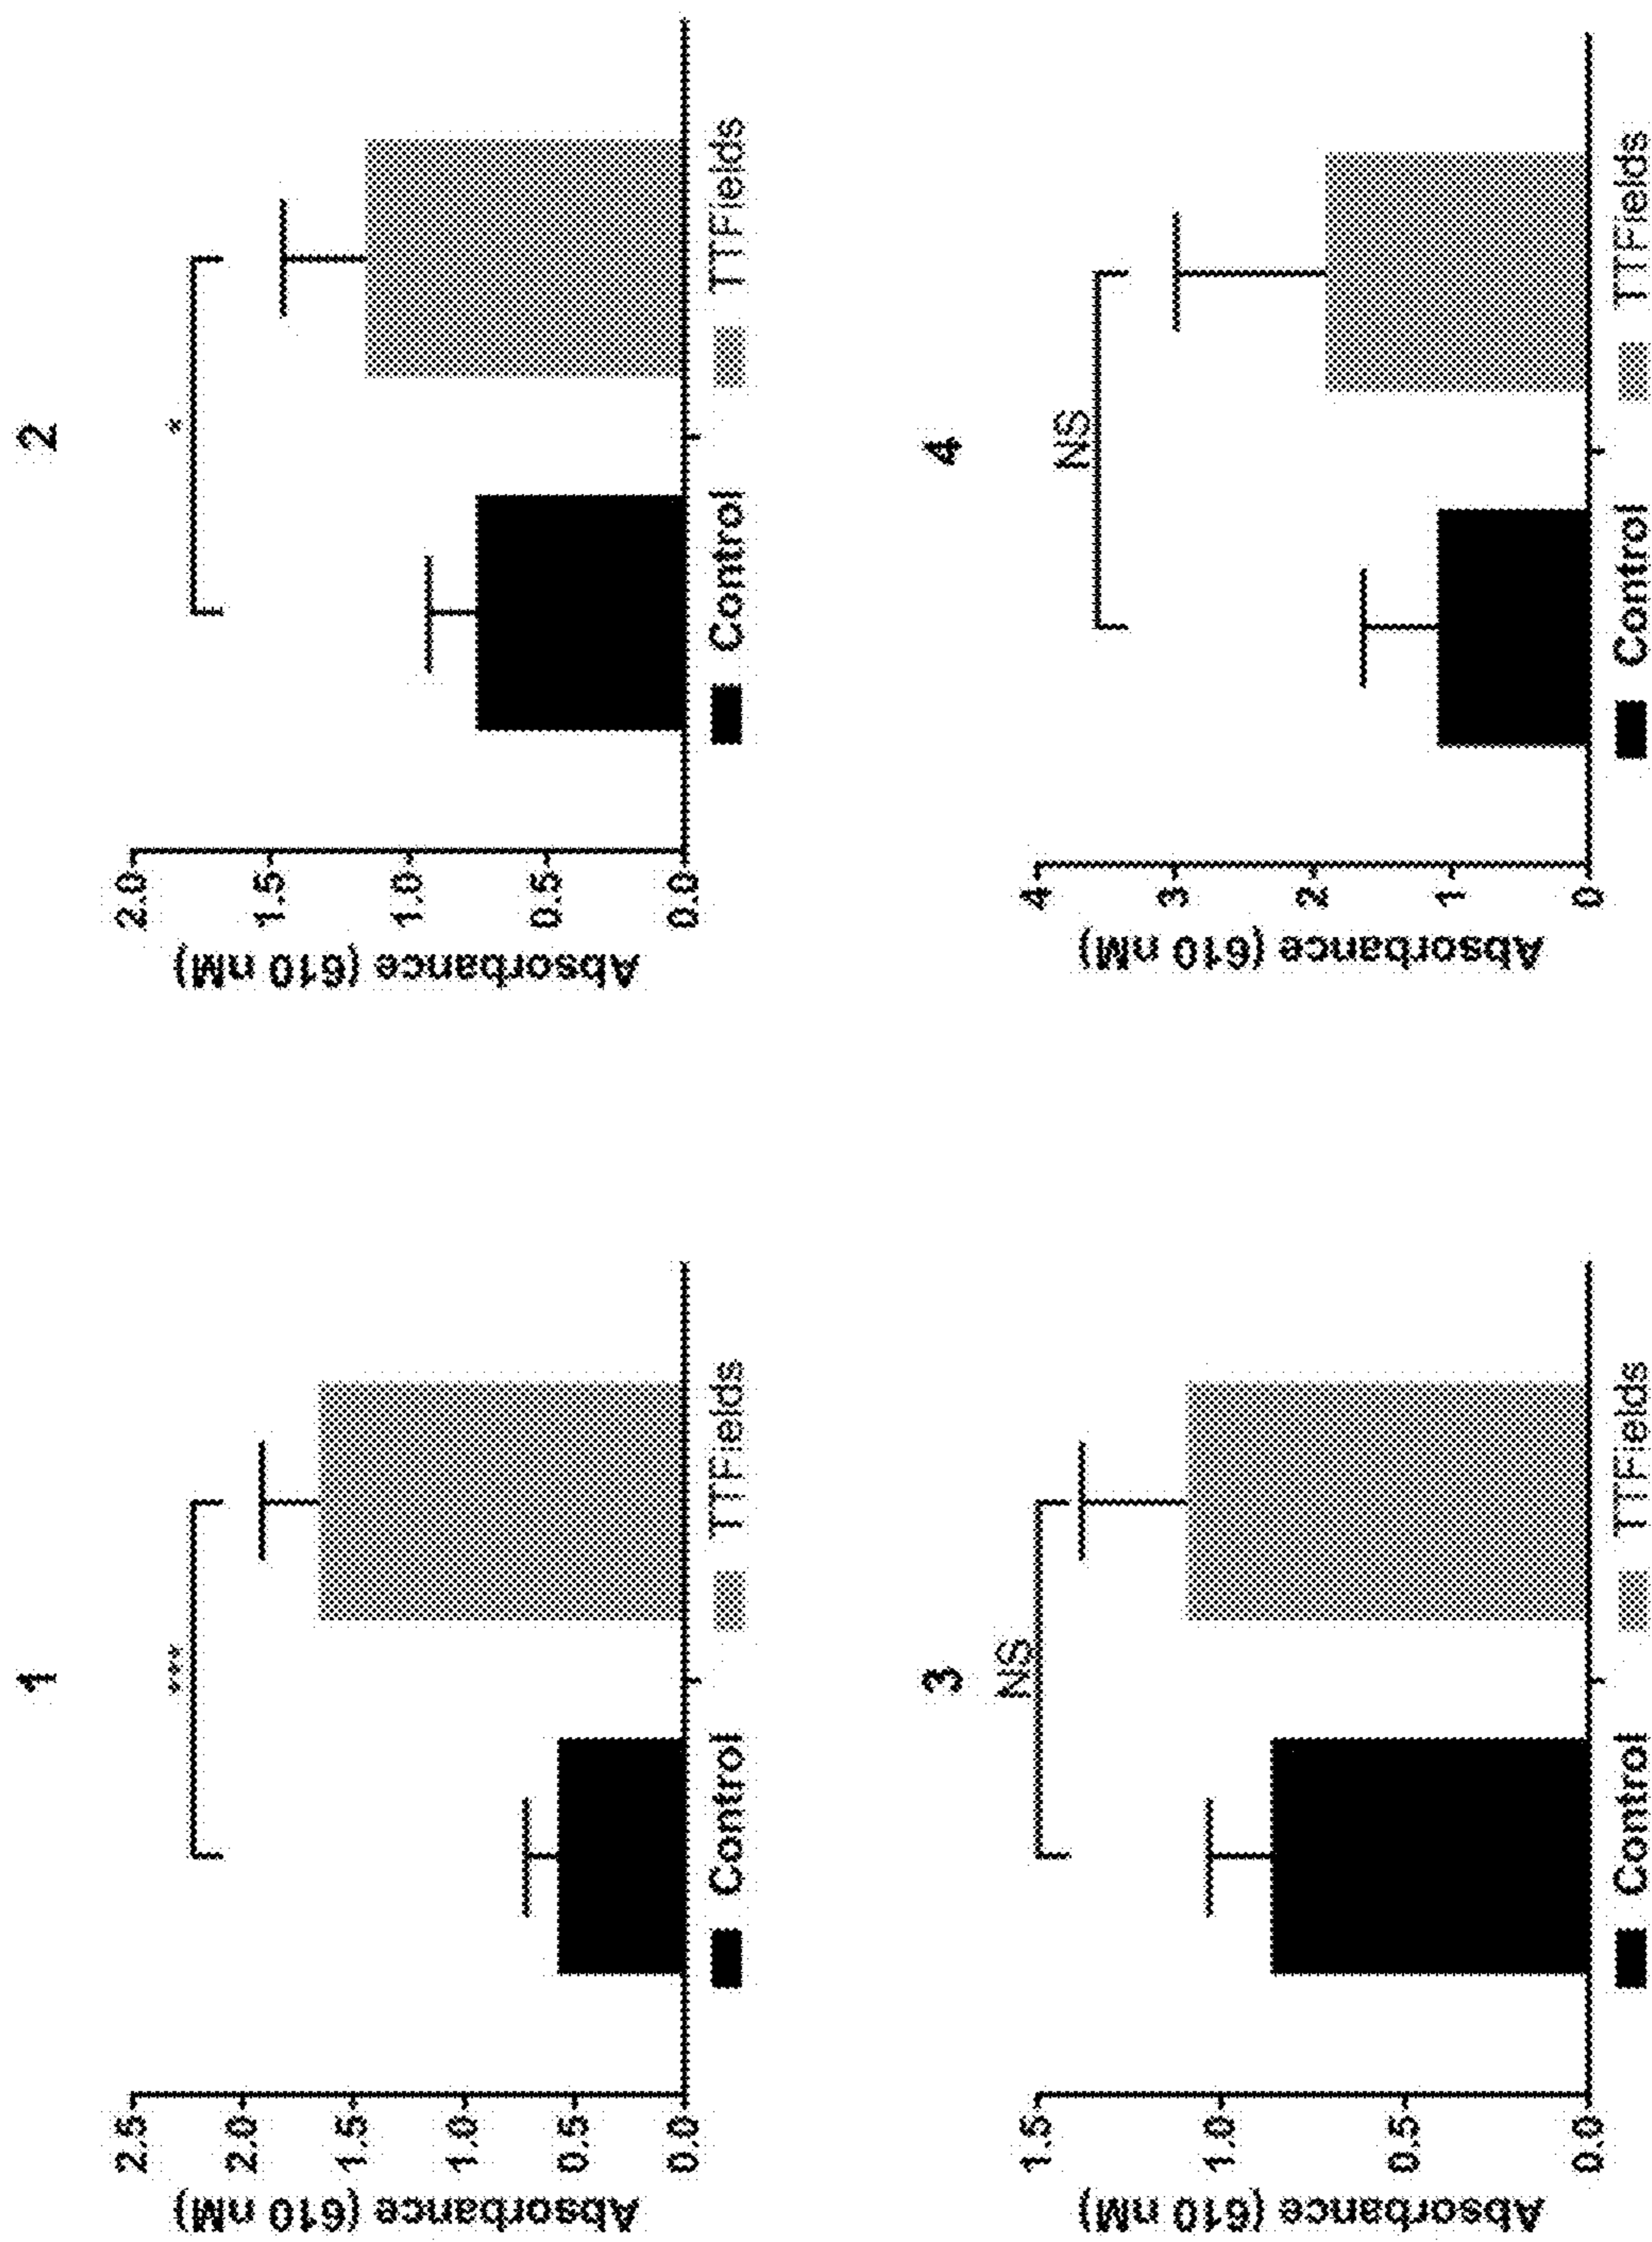 1
***
Absorbance (610 nM)
2.5
2.0
1.5
1.0
0.5
0.0
Control
TTFields
2
*
Absorbance (610 nM)
2.0
1.5
1.0
0.5
0.0
Control
TTFields
3
NS
Absorbance (610 nM)
1.5
1.0
0.5
0.0
Control
TTFields
4
NS
Absorbance (610 nM)
4
3
2
1
0
Control
TTFields